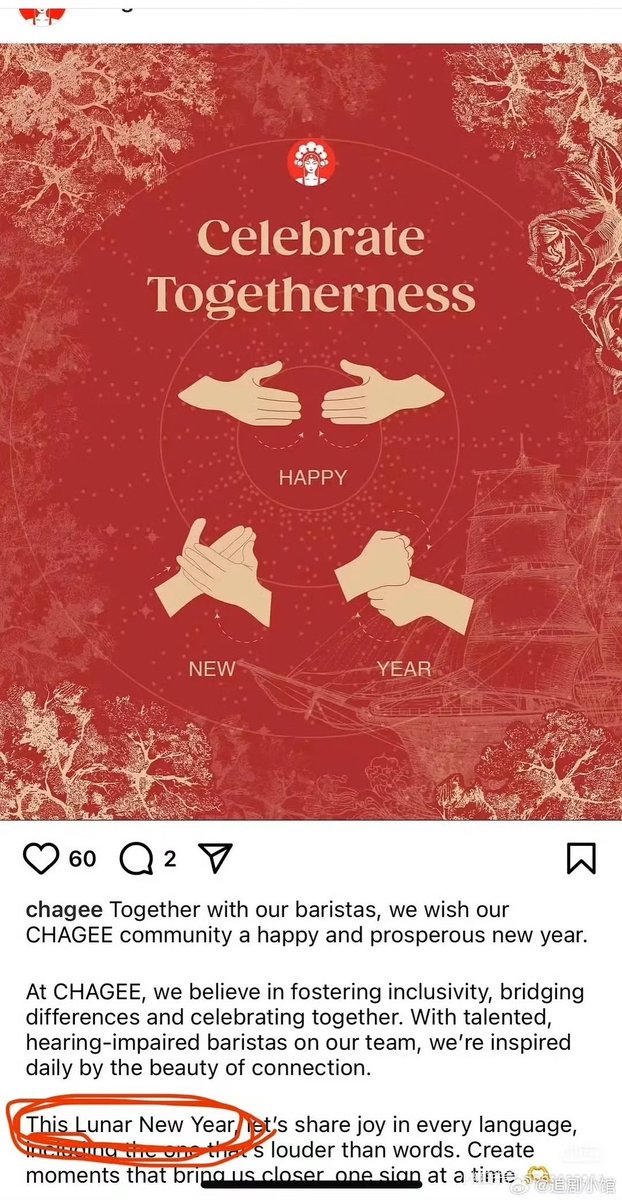 Celebrate
Togetherness
HAPPY
NEW
YEAR
60
2
chagee Together with our baristas, we wish our
CHAGEE community a happy and prosperous new year.
At CHAGEE, we believe in fostering inclusivity, bridging
differences and celebrating together. With talented,
hearing-impaired baristas on our team, we’re inspired
daily by the beauty of connection.
This Lunar New Year, let’s share joy in every language,
including the one that’s louder than words. Create
moments that bring us closer, one sign at a time 🫶
@追剧小馆